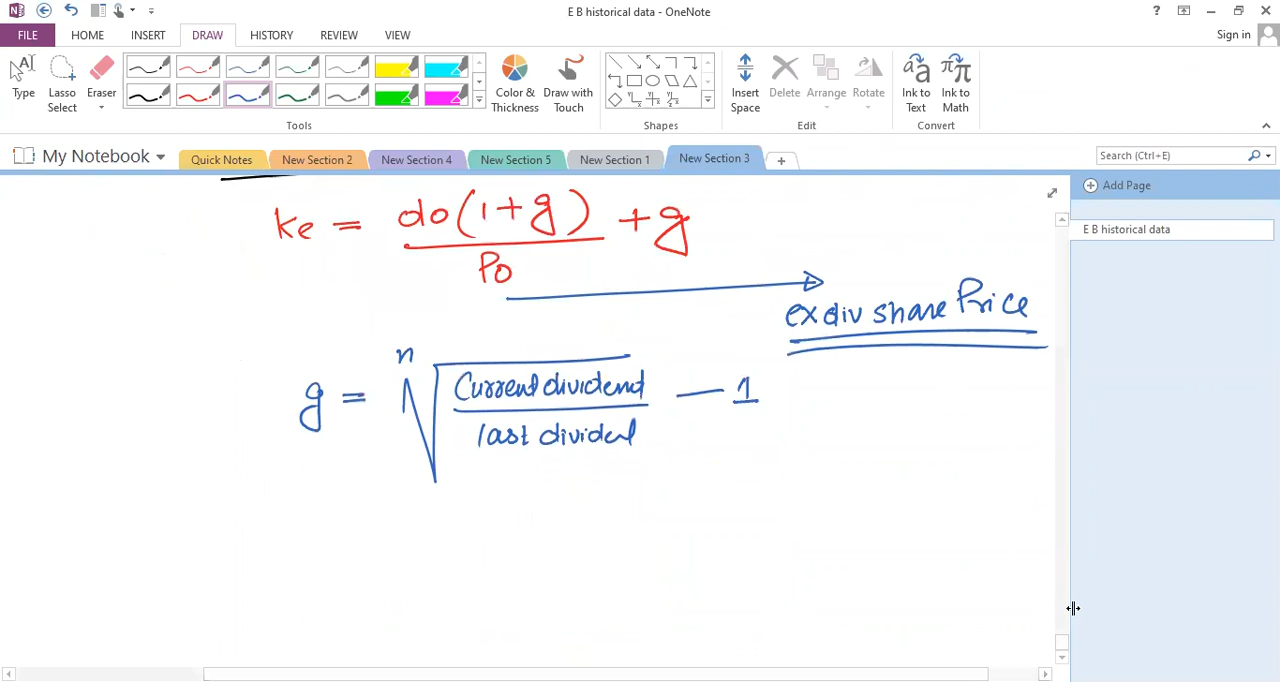 E B historical data - OneNote
FILE HOME INSERT DRAW HISTORY REVIEW VIEW
Sign in
Type
Lasso Select
Eraser
Color & Thickness
Draw with Touch
Insert Space
Delete
Arrange
Rotate
Ink to Text
Ink to Math
Tools
Shapes
Edit
Convert
My Notebook
Quick Notes
New Section 2
New Section 4
New Section 5
New Section 1
New Section 3
Search (Ctrl+E)
Add Page
E B historical data
Ke = do(1+g) / Po + g
ex div share Price
g = n√ Current dividend / last dividend — 1